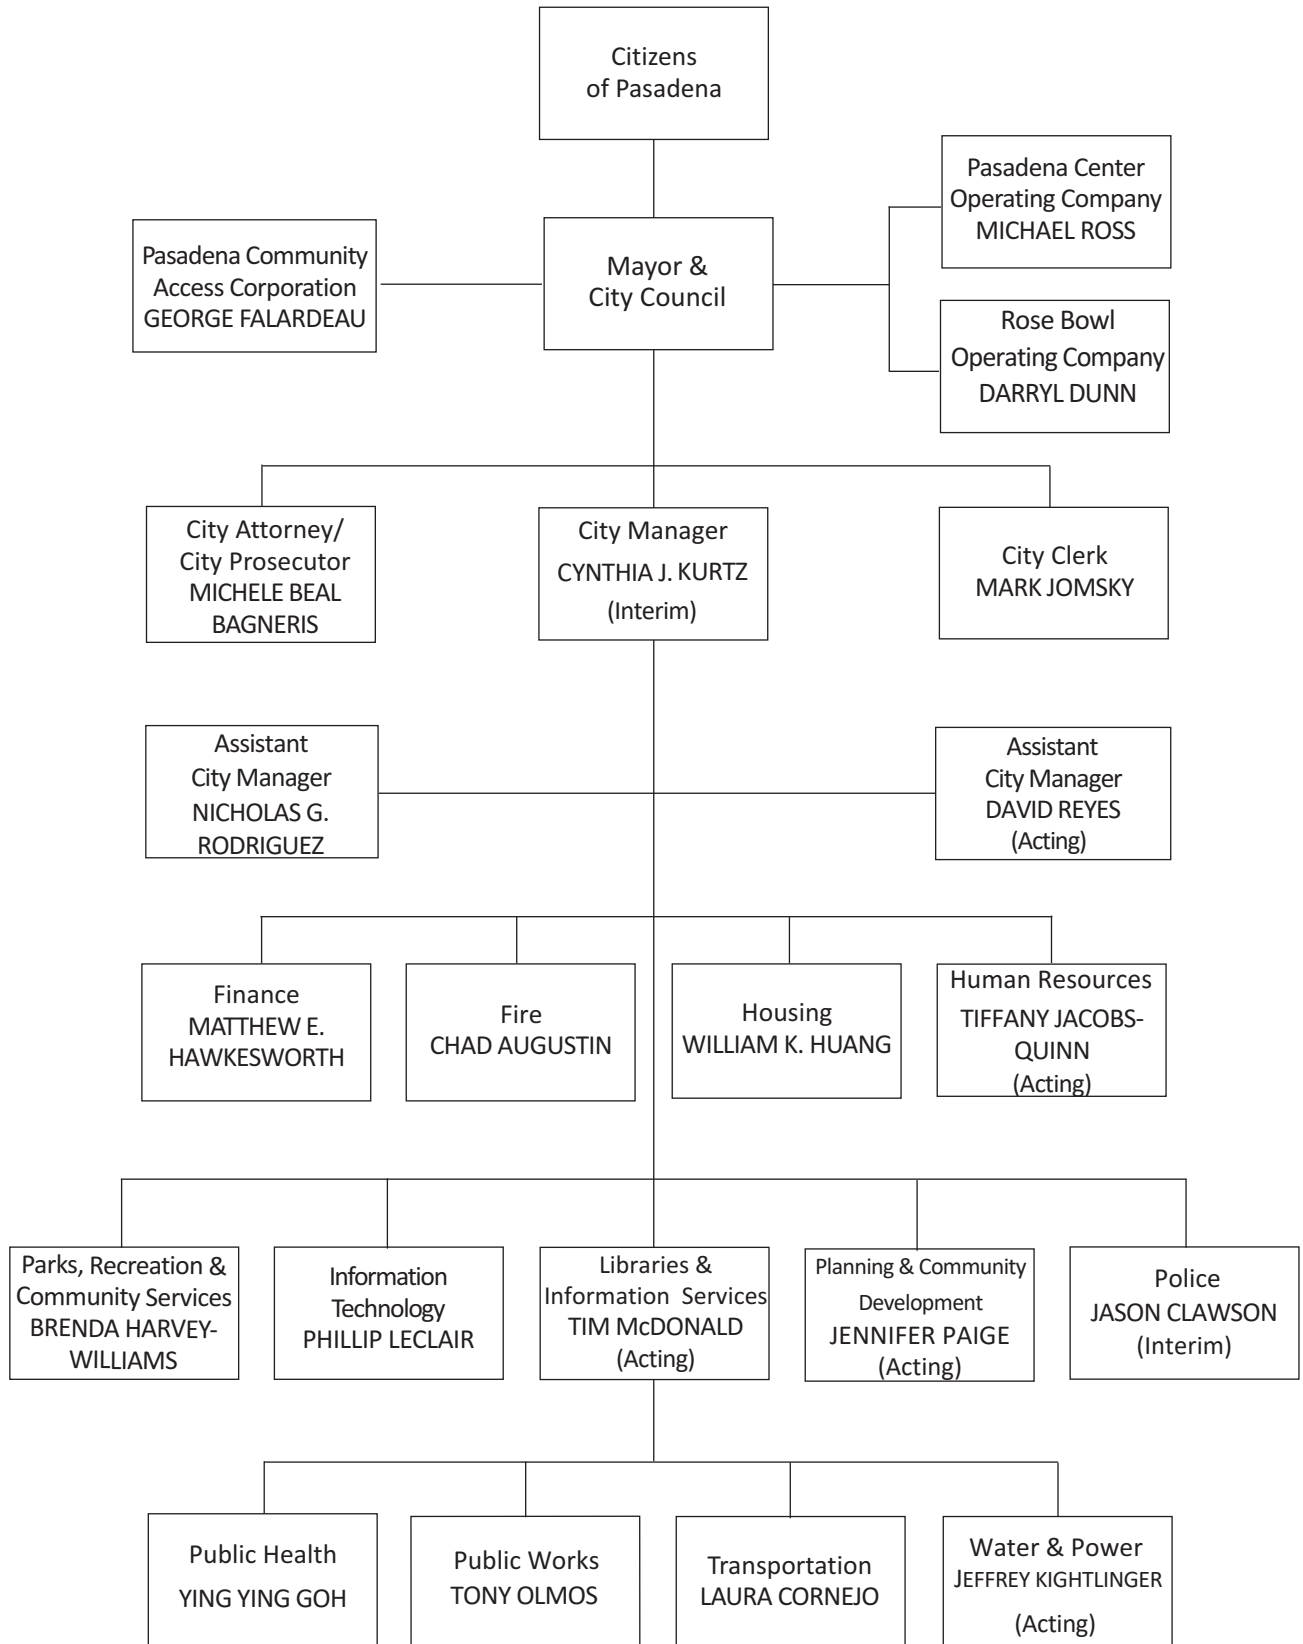 Citizens
of Pasadena
Pasadena Center
Operating Company
MICHAEL ROSS
Pasadena Community
Access Corporation
GEORGE FALARDEAU
Mayor &
City Council
Rose Bowl
Operating Company
DARRYL DUNN
City Attorney/
City Prosecutor
MICHELE BEAL
BAGNERIS
City Manager
CYNTHIA J. KURTZ
(Interim)
City Clerk
MARK JOMSKY
Assistant
City Manager
NICHOLAS G.
RODRIGUEZ
Assistant
City Manager
DAVID REYES
(Acting)
Finance
MATTHEW E.
HAWKESWORTH
Fire
CHAD AUGUSTIN
Housing
WILLIAM K. HUANG
Human Resources
TIFFANY JACOBS-
QUINN
(Acting)
Parks, Recreation &
Community Services
BRENDA HARVEY-
WILLIAMS
Information
Technology
PHILLIP LECLAIR
Libraries &
Information Services
TIM McDONALD
(Acting)
Planning & Community
Development
JENNIFER PAIGE
(Acting)
Police
JASON CLAWSON
(Interim)
Public Health
YING YING GOH
Public Works
TONY OLMOS
Transportation
LAURA CORNEJO
Water & Power
JEFFREY KIGHTLINGER
(Acting)